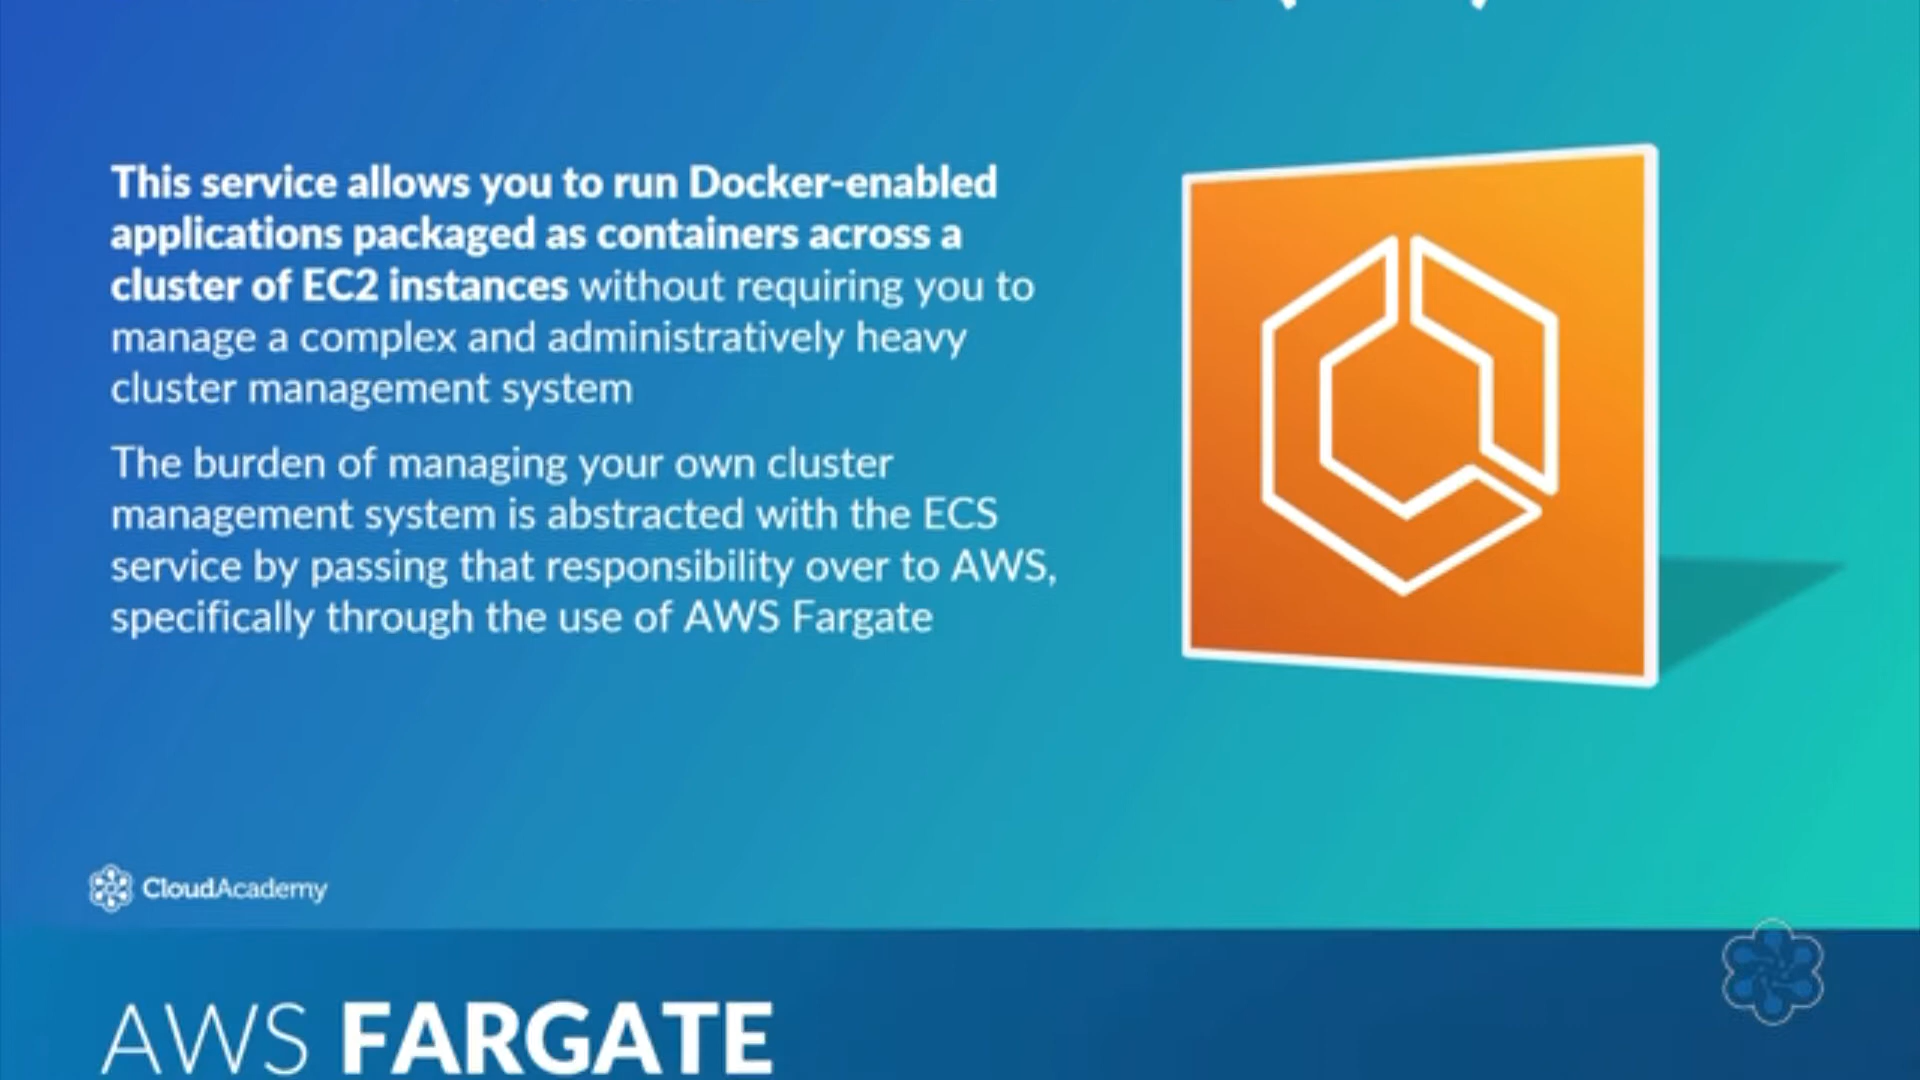 This service allows you to run Docker-enabled
applications packaged as containers across a
cluster of EC2 instances without requiring you to
manage a complex and administratively heavy
cluster management system
The burden of managing your own cluster
management system is abstracted with the ECS
service by passing that responsibility over to AWS,
specifically through the use of AWS Fargate
CloudAcademy
AWS FARGATE